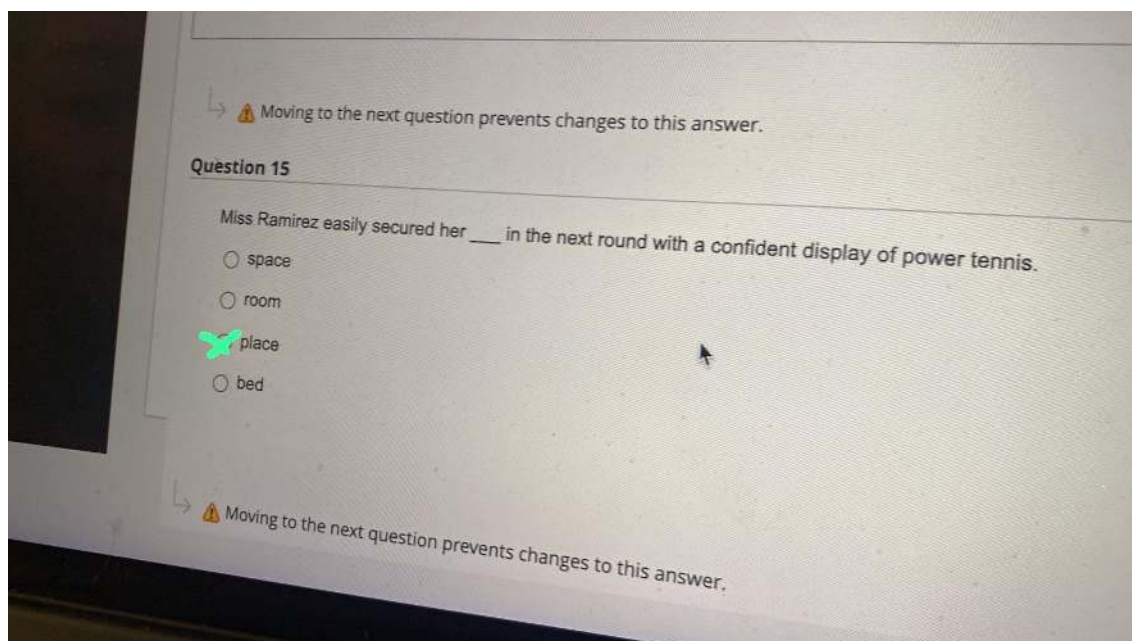 Moving to the next question prevents changes to this answer.
Question 15
Miss Ramirez easily secured her ___ in the next round with a confident display of power tennis.
space
room
place
bed
Moving to the next question prevents changes to this answer.